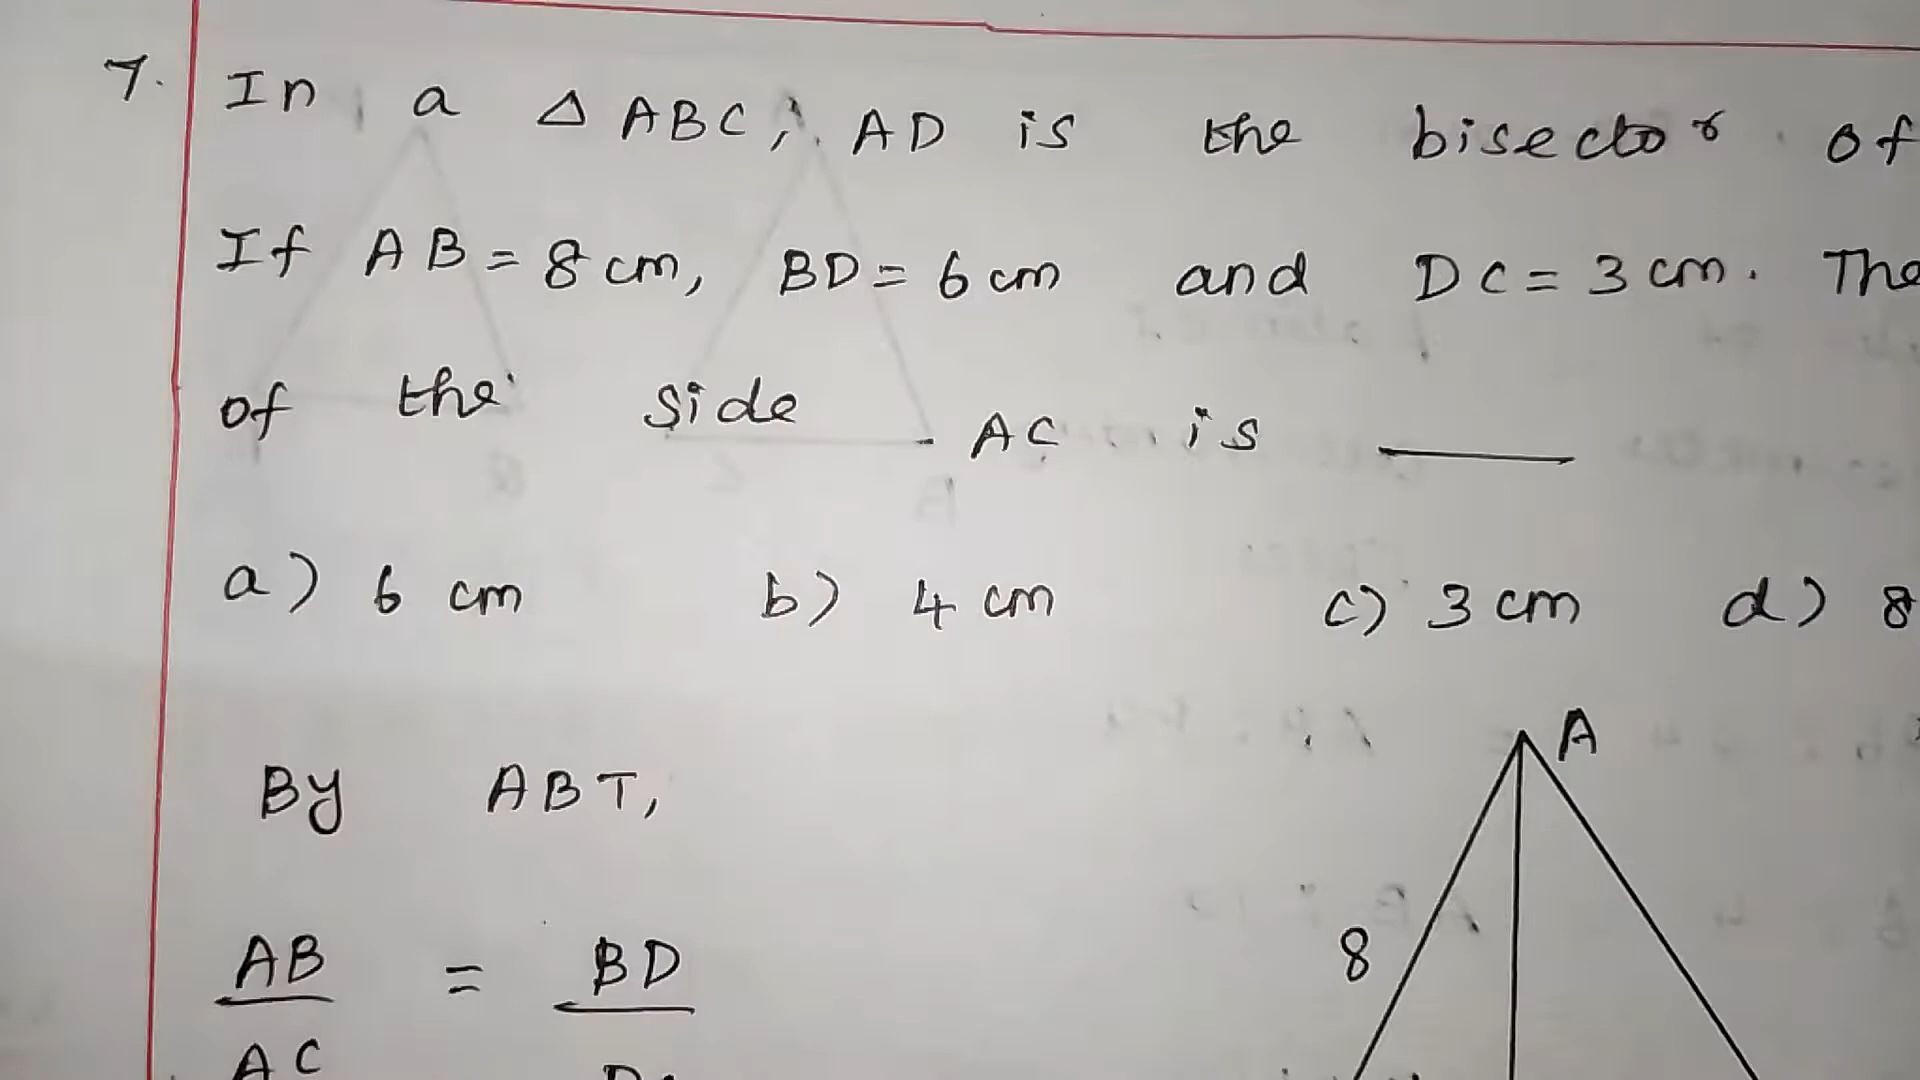 7. In a △ ABC, AD is the bisector of
If AB = 8 cm, BD = 6 cm and DC = 3 cm. The
of the side AC is ____
a) 6 cm b) 4 cm c) 3 cm d) 8
By ABT,
A
AB = BD
8
AC